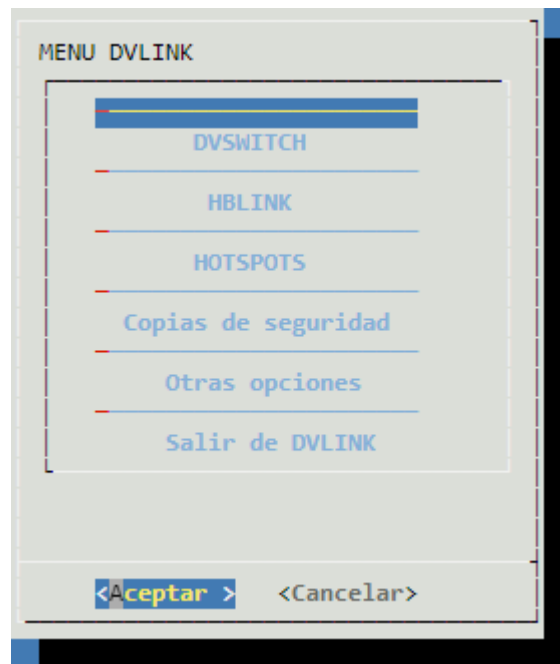 MENU DVLINK
DVSWITCH
HBLINK
HOTSPOTS
Copias de seguridad
Otras opciones
Salir de DVLINK
<Aceptar > <Cancelar>